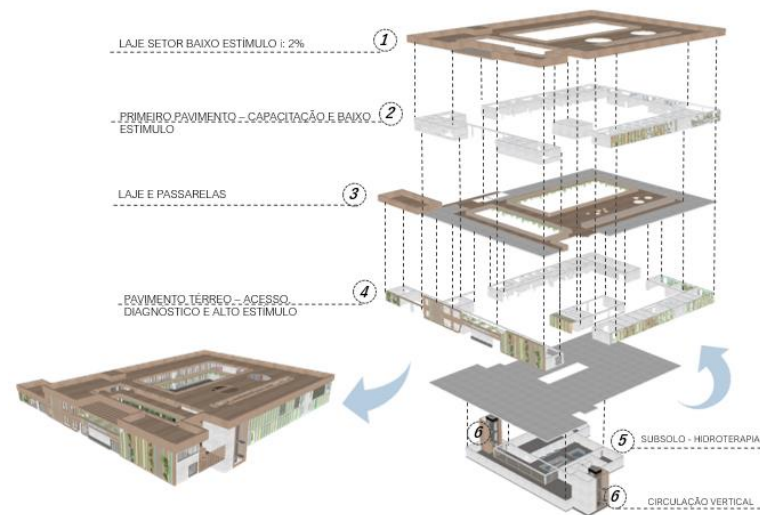 LAJE SETOR BAIXO ESTÍMULO i: 2%
1
PRIMEIRO PAVIMENTO – CAPACITAÇÃO E BAIXO
ESTÍMULO
2
LAJE E PASSARELAS
3
PAVIMENTO TÉRREO – ACESSO,
DIAGNÓSTICO E ALTO ESTÍMULO
4
6
5
SUBSOLO - HIDROTERAPIA
6
CIRCULAÇÃO VERTICAL